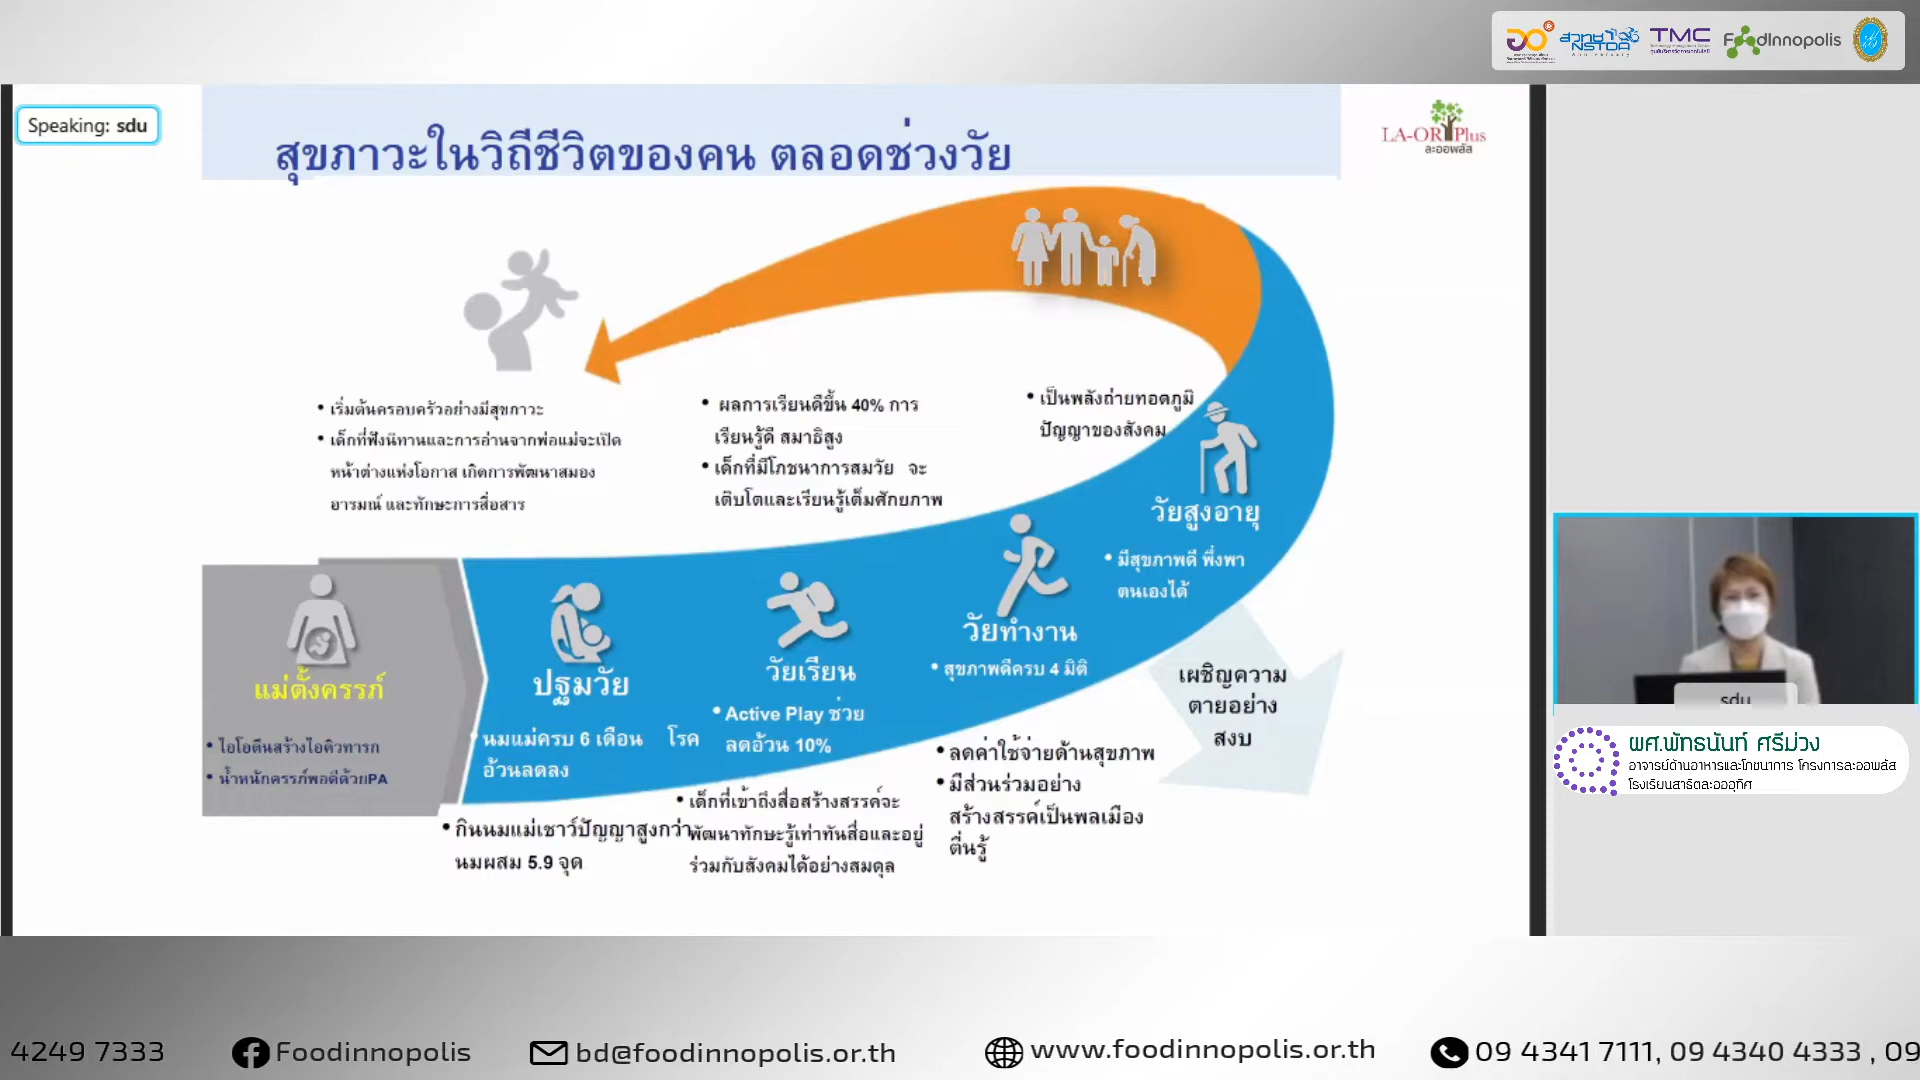 สวทช
NSTDA
Anniversary
TMC
FoodInnopolis
Speaking: sdu
สุขภาวะในวิถีชีวิตของคน ตลอดช่วงวัย
LA-OR Plus
ละออพลัส
• เริ่มต้นครอบครัวอย่างมีสุขภาวะ
• เด็กที่ฟังนิทานและการอ่านจากพ่อแม่จะเปิด
หน้าต่างแห่งโอกาส เกิดการพัฒนาสมอง
อารมณ์ และทักษะการสื่อสาร
• ผลการเรียนดีขึ้น 40% การ
เรียนรู้ดี สมาธิสูง
• เด็กที่มีโภชนาการสมวัย จะ
เติบโตและเรียนรู้เต็มศักยภาพ
• เป็นพลังถ่ายทอดภูมิ
ปัญญาของสังคม
แม่ตั้งครรภ์
• ไอโอดีนสร้างไอคิวทารก
• น้ำหนักครรภ์พอดีด้วยPA
ปฐมวัย
• นมแม่ครบ 6 เดือน โรค
อ้วนลดลง
• กินนมแม่เชาว์ปัญญาสูงกว่า
นมผสม 5.9 จุด
วัยเรียน
• Active Play ช่วย
ลดอ้วน 10%
• เด็กที่เข้าถึงสื่อสร้างสรรค์จะ
พัฒนาทักษะรู้เท่าทันสื่อและอยู่
ร่วมกับสังคมได้อย่างสมดุล
วัยทำงาน
• สุขภาพดีครบ 4 มิติ
• ลดค่าใช้จ่ายด้านสุขภาพ
• มีส่วนร่วมอย่าง
สร้างสรรค์เป็นพลเมือง
ตื่นรู้
วัยสูงอายุ
• มีสุขภาพดี พึ่งพา
ตนเองได้
เผชิญความ
ตายอย่าง
สงบ
sdu
ผศ.พัทธนันท์ ศรีม่วง
อาจารย์ด้านอาหารและโภชนาการ โครงการละออพลัส
โรงเรียนสาธิตละอออุทิศ
4249 7333
Foodinnopolis
bd@foodinnopolis.or.th
www.foodinnopolis.or.th
09 4341 7111, 09 4340 4333 , 09